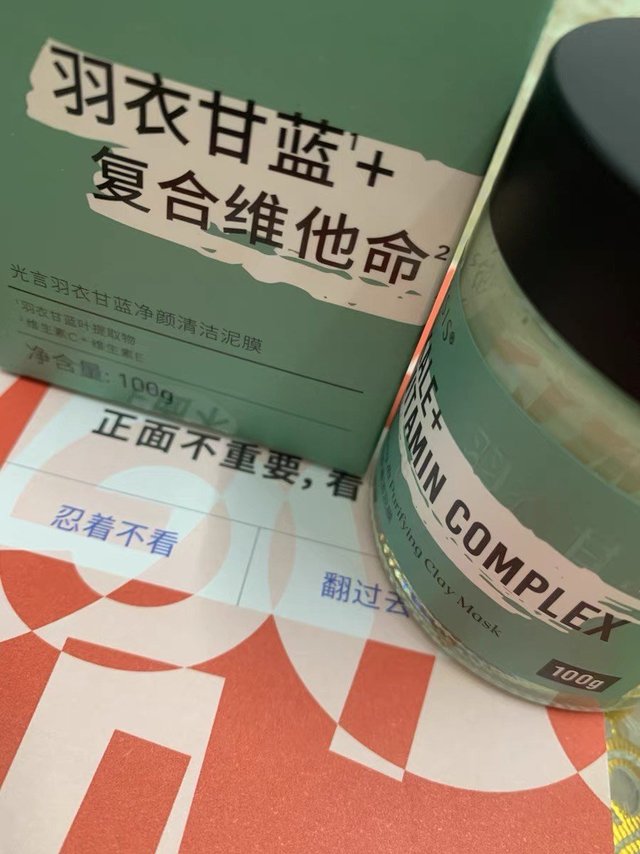 羽衣甘蓝¹+
复合维他命²
光言羽衣甘蓝净颜清洁泥膜
¹羽衣甘蓝叶提取物
²维生素C+维生素E
净含量: 100g
正面不重要，看
忍着不看
翻过去
ALE+
TAMIN COMPLEX
Purifying Clay Mask
100g